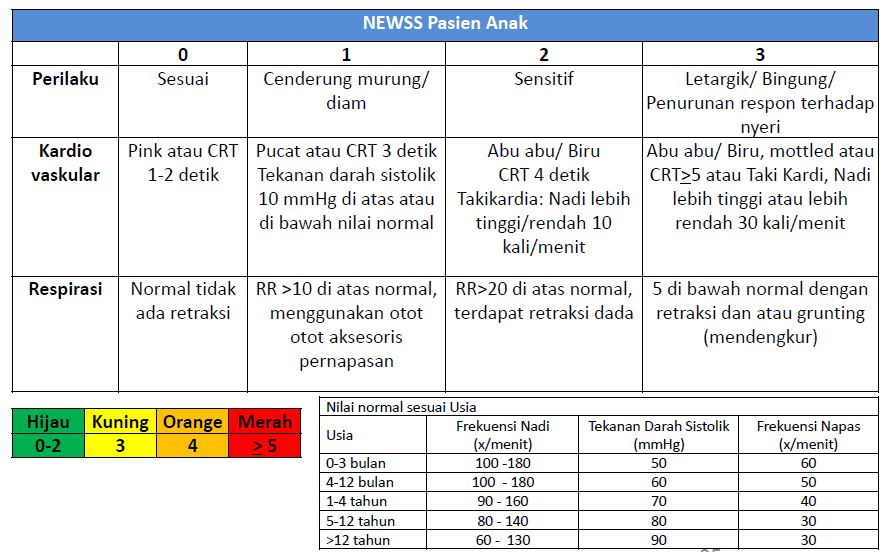 NEWSS Pasien Anak
0 1 2 3
Perilaku Sesuai Cenderung murung/ Sensitif Letargik/ Bingung/
diam Penurunan respon terhadap
nyeri
Kardio Pink atau CRT Pucat atau CRT 3 detik Abu abu/ Biru Abu abu/ Biru, mottled atau
vaskular 1-2 detik Tekanan darah sistolik CRT 4 detik CRT≥5 atau Taki Kardi, Nadi
10 mmHg di atas atau Takikardia: Nadi lebih lebih tinggi atau lebih
di bawah nilai normal tinggi/rendah 10 rendah 30 kali/menit
kali/menit
Respirasi Normal tidak RR >10 di atas normal, RR>20 di atas normal, 5 di bawah normal dengan
ada retraksi menggunakan otot terdapat retraksi dada retraksi dan atau grunting
otot aksesoris (mendengkur)
pernapasan
Hijau Kuning Orange Merah
0-2 3 4 ≥ 5
Nilai normal sesuai Usia
Usia Frekuensi Nadi Tekanan Darah Sistolik Frekuensi Napas
(x/menit) (mmHg) (x/menit)
0-3 bulan 100 -180 50 60
4-12 bulan 100 - 180 60 50
1-4 tahun 90 - 160 70 40
5-12 tahun 80 - 140 80 30
>12 tahun 60 - 130 90 30